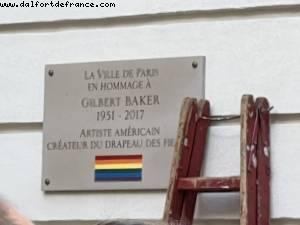 www.dalfortdefrance.com
LA VILLE DE PARIS
EN HOMMAGE À
GILBERT BAKER
1951 - 2017
ARTISTE AMÉRICAIN
CRÉATEUR DU DRAPEAU DES